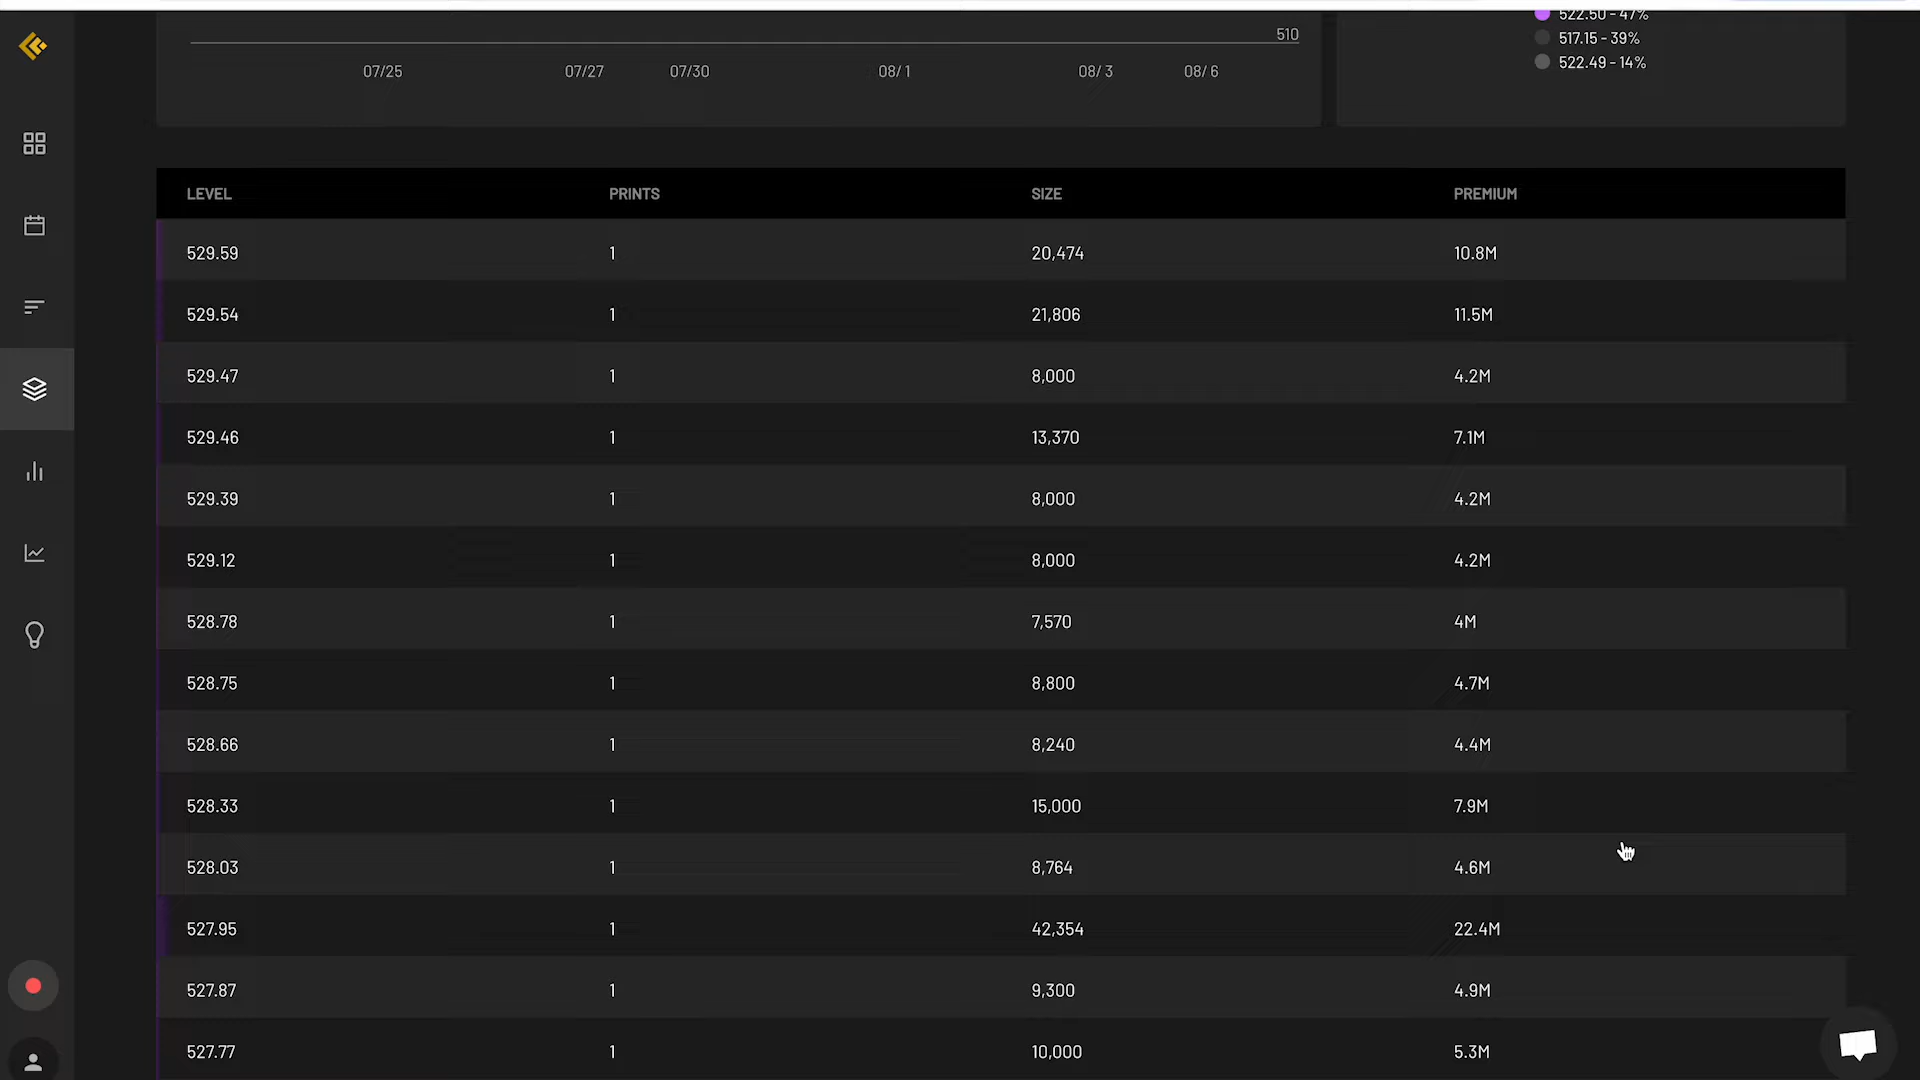 522.50 - 47%
510
517.15 - 39%
522.49 - 14%
07/25 07/27 07/30 08/ 1 08/ 3 08/ 6
LEVEL PRINTS SIZE PREMIUM
529.59 1 20,474 10.8M
529.54 1 21,806 11.5M
529.47 1 8,000 4.2M
529.46 1 13,370 7.1M
529.39 1 8,000 4.2M
529.12 1 8,000 4.2M
528.78 1 7,570 4M
528.75 1 8,800 4.7M
528.66 1 8,240 4.4M
528.33 1 15,000 7.9M
528.03 1 8,764 4.6M
527.95 1 42,354 22.4M
527.87 1 9,300 4.9M
527.77 1 10,000 5.3M